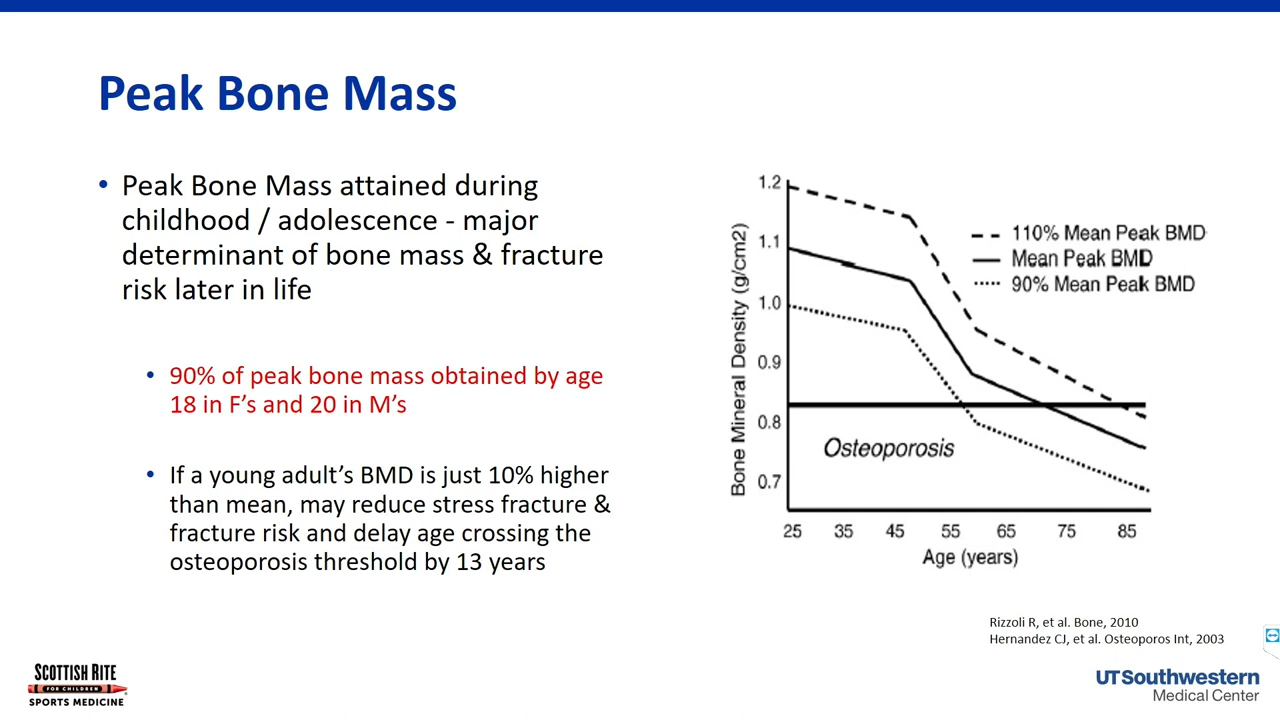 Peak Bone Mass
• Peak Bone Mass attained during
childhood / adolescence - major
determinant of bone mass & fracture
risk later in life
• 90% of peak bone mass obtained by age
18 in F's and 20 in M's
• If a young adult's BMD is just 10% higher
than mean, may reduce stress fracture &
fracture risk and delay age crossing the
osteoporosis threshold by 13 years
Bone Mineral Density (g/cm2)
1.2
1.1
1.0
0.9
0.8
0.7
110% Mean Peak BMD
Mean Peak BMD
90% Mean Peak BMD
Osteoporosis
25 35 45 55 65 75 85
Age (years)
Rizzoli R, et al. Bone, 2010
Hernandez CJ, et al. Osteoporos Int, 2003
SCOTTISH RITE
FOR CHILDREN
SPORTS MEDICINE
UTSouthwestern
Medical Center